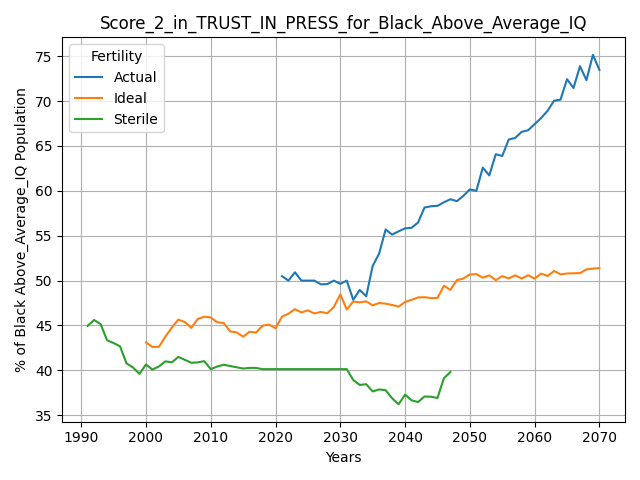 Score_2_in_TRUST_IN_PRESS_for_Black_Above_Average_IQ
Fertility
Actual
Ideal
Sterile
% of Black Above_Average_IQ Population
75
70
65
60
55
50
45
40
35
1990 2000 2010 2020 2030 2040 2050 2060 2070
Years